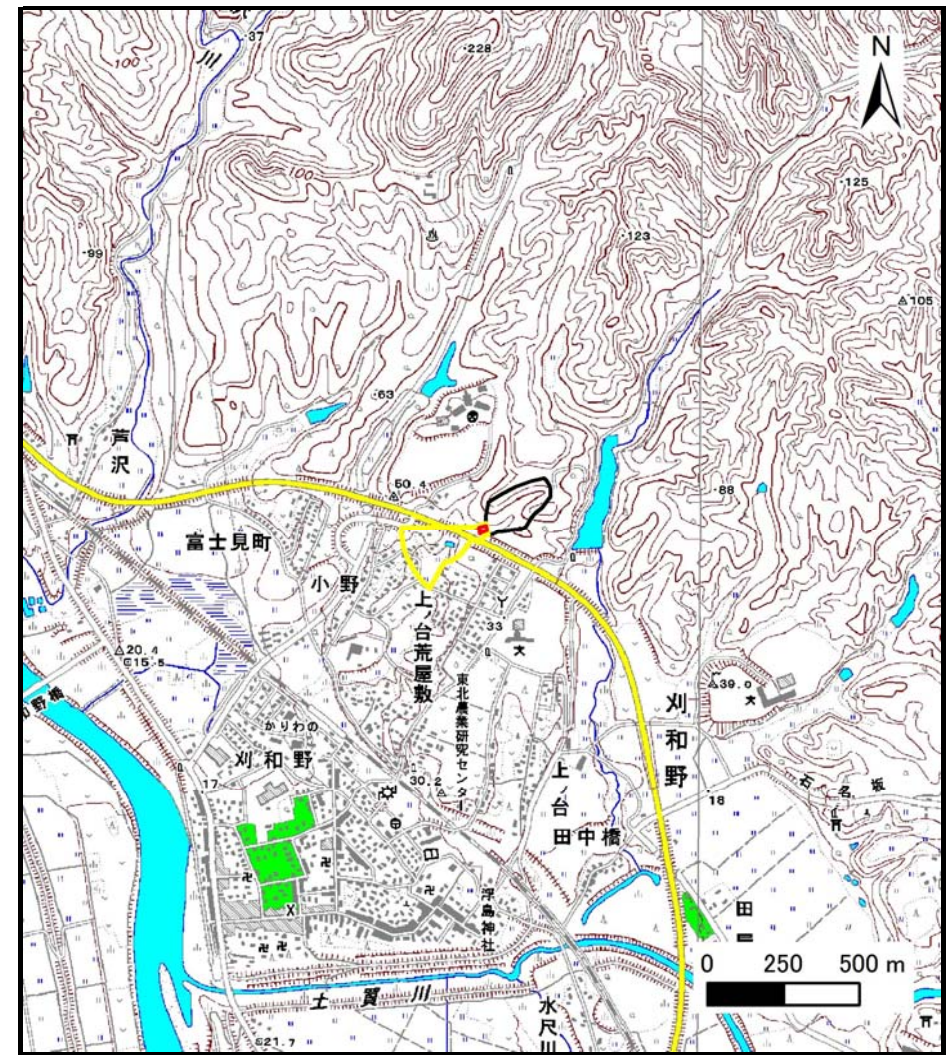 37
川
100
228
N
100
125
123
99
105
63
芦沢
50.4
88
富士見町
小野
上台荒屋敷
33
20.4
15.5
39.0
野橋
東北農業研究センター
刈和野
かりわの
刈和野
石名坂
17
30.2
上ノ台
18
田中橋
浮島神社
田
0 250 500 m
土買川
水尺川
21.7